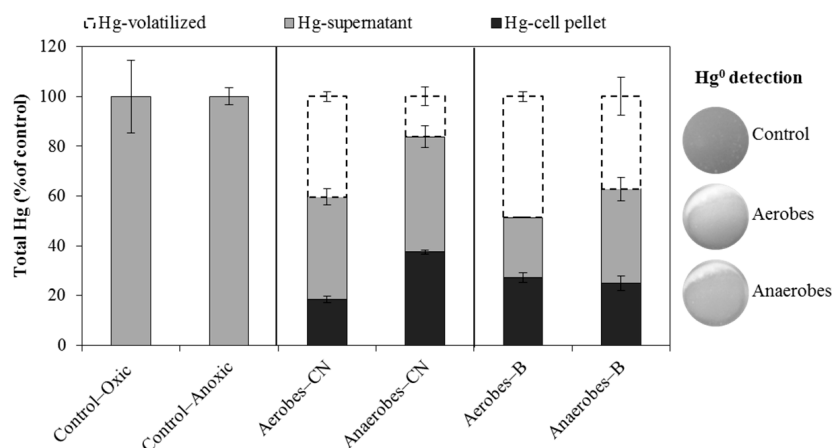 Hg-volatilized Hg-supernatant Hg-cell pellet
120
100
80
60
40
20
0
Total Hg (% of control)
Control–Oxic
Control–Anoxic
Aerobes–CN
Anaerobes–CN
Aerobes–B
Anaerobes–B
Hg⁰ detection
Control
Aerobes
Anaerobes